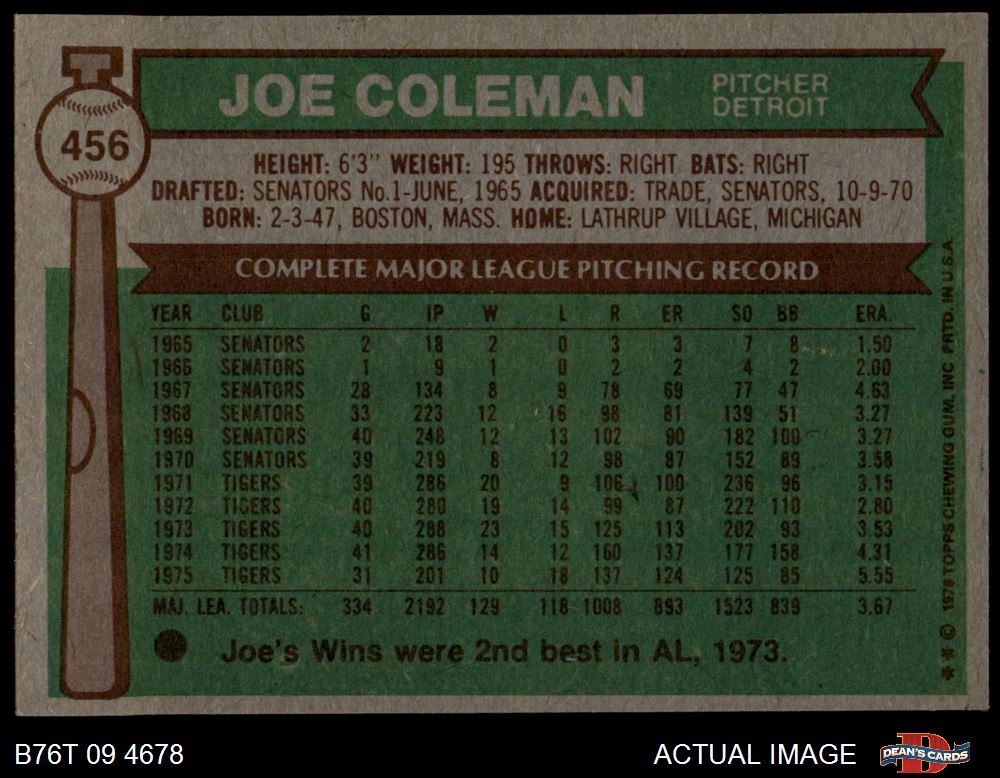 JOE COLEMAN
PITCHER
DETROIT
456
HEIGHT: 6'3" WEIGHT: 195 THROWS: RIGHT BATS: RIGHT
DRAFTED: SENATORS No.1-JUNE, 1965 ACQUIRED: TRADE, SENATORS, 10-9-70
BORN: 2-3-47, BOSTON, MASS. HOME: LATHRUP VILLAGE, MICHIGAN
COMPLETE MAJOR LEAGUE PITCHING RECORD
YEAR CLUB G IP W L R ER SO BB ERA.
1965 SENATORS 2 18 2 0 3 3 7 8 1.50
1966 SENATORS 1 9 1 0 2 2 4 2 2.00
1967 SENATORS 28 134 8 9 78 69 77 47 4.63
1968 SENATORS 33 223 12 16 98 81 139 51 3.27
1969 SENATORS 40 248 12 13 102 90 182 100 3.27
1970 SENATORS 39 219 8 12 98 87 152 89 3.58
1971 TIGERS 39 286 20 9 106 100 236 96 3.15
1972 TIGERS 40 280 19 14 99 87 222 110 2.80
1973 TIGERS 40 288 23 15 125 113 202 93 3.53
1974 TIGERS 41 286 14 12 160 137 177 158 4.31
1975 TIGERS 31 201 10 18 137 124 125 85 5.55
MAJ. LEA. TOTALS: 334 2192 129 118 1008 893 1523 839 3.67
Joe's Wins were 2nd best in AL, 1973.
** © 1976 TOPPS CHEWING GUM, INC PRTD. IN U.S.A.
B76T 09 4678
ACTUAL IMAGE
DEAN'S CARDS